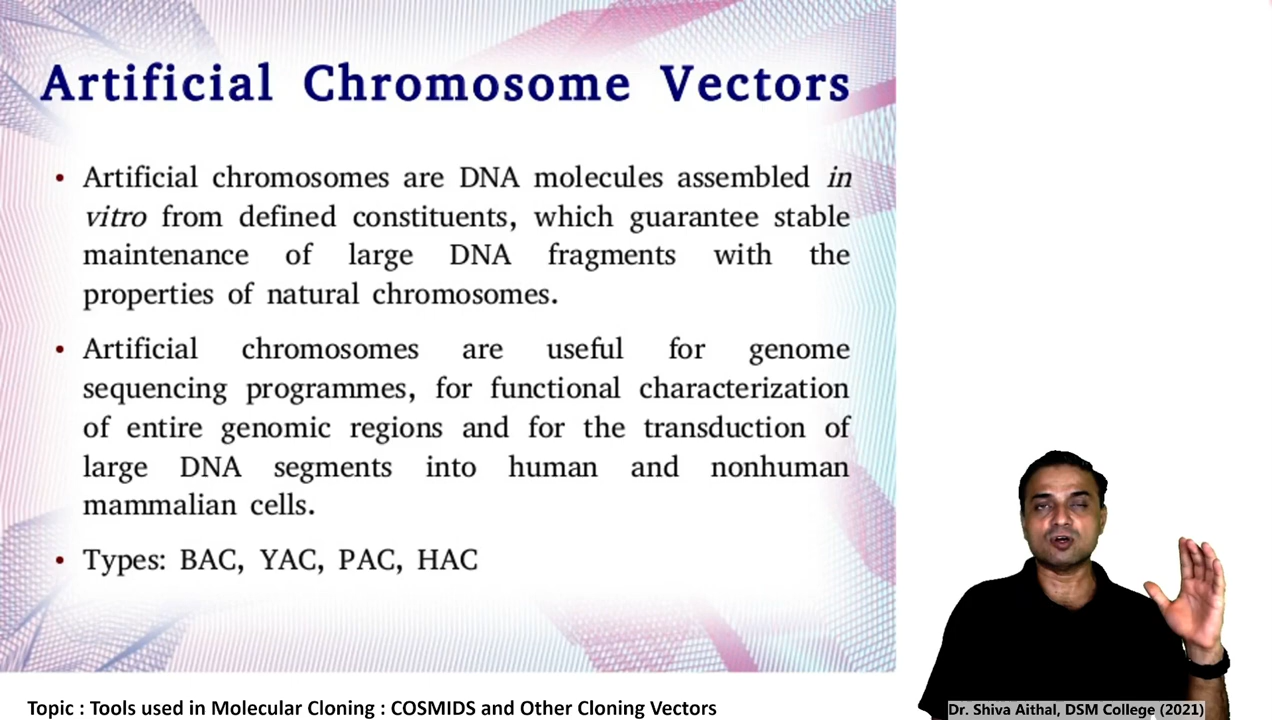 Artificial Chromosome Vectors
• Artificial chromosomes are DNA molecules assembled in
vitro from defined constituents, which guarantee stable
maintenance of large DNA fragments with the
properties of natural chromosomes.
• Artificial chromosomes are useful for genome
sequencing programmes, for functional characterization
of entire genomic regions and for the transduction of
large DNA segments into human and nonhuman
mammalian cells.
• Types: BAC, YAC, PAC, HAC
Topic : Tools used in Molecular Cloning : COSMIDS and Other Cloning Vectors
Dr. Shiva Aithal, DSM College (2021)